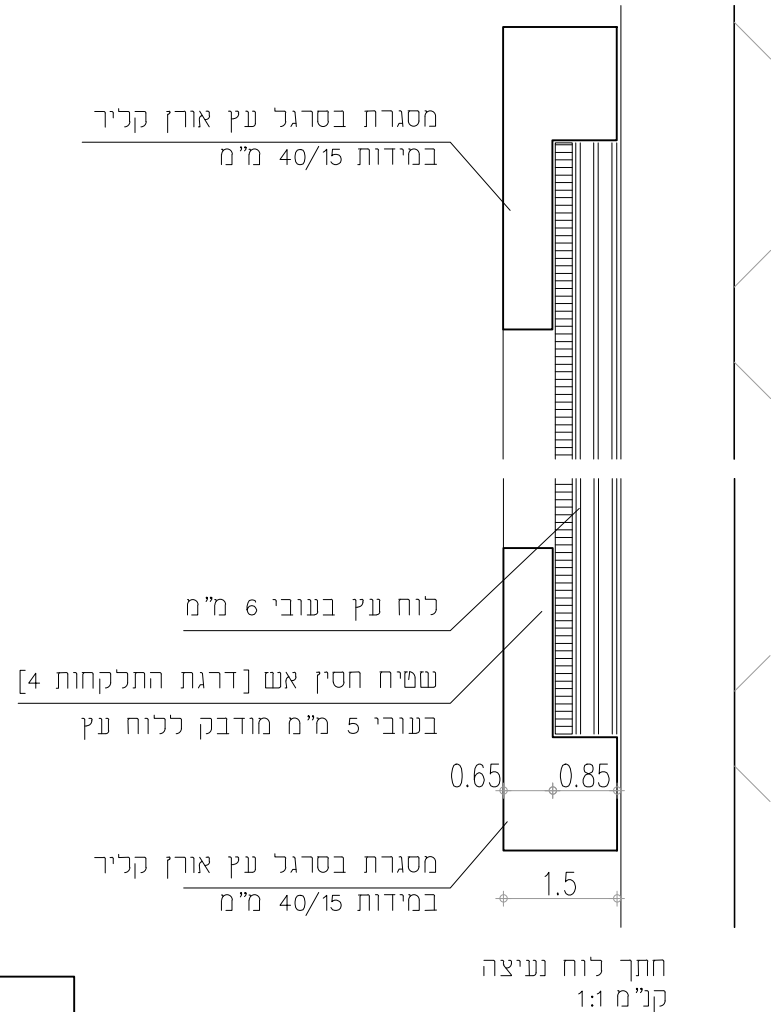 מסגרת בסרגל עץ אורן קליר
במידות 40/15 מ"מ
לוח עץ בעובי 6 מ"מ
שטיח חסין אש [דרגת התלקחות 4]
בעובי 5 מ"מ מודבק ללוח עץ
0.65
0.85
מסגרת בסרגל עץ אורן קליר
במידות 40/15 מ"מ
1.5
חתך לוח נעיצה
קנ"מ 1:1